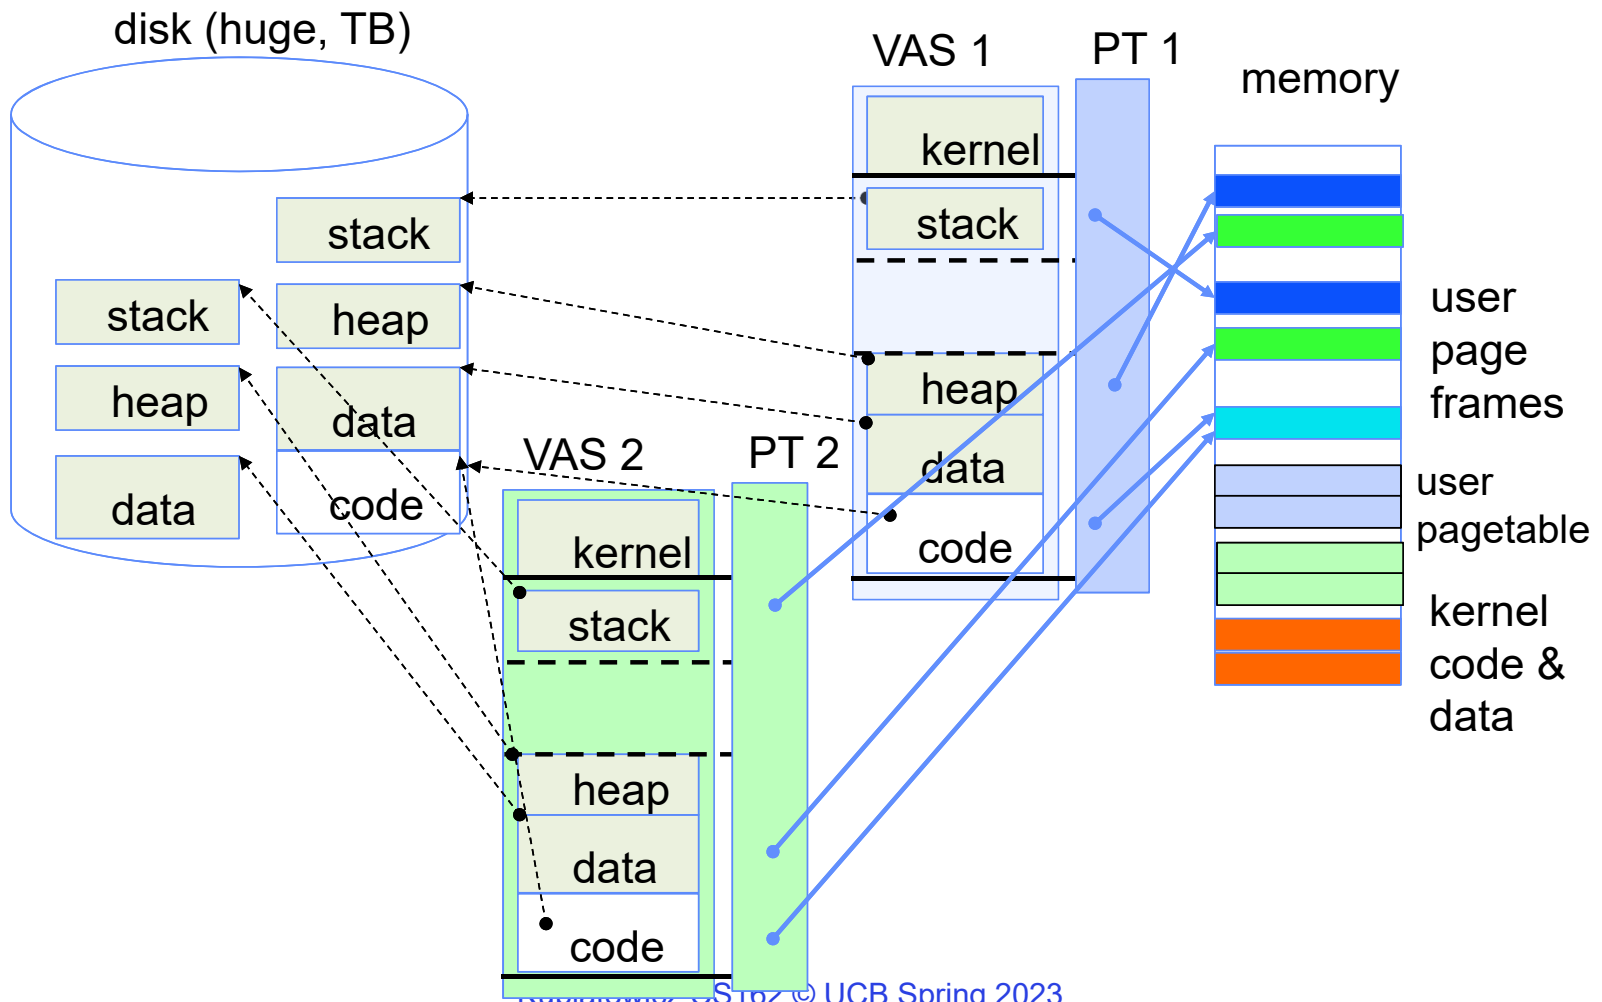 disk (huge, TB)
VAS 1
PT 1
memory
kernel
stack
stack
stack
heap
heap
heap
data
data
data
code
code
VAS 2
PT 2
kernel
stack
heap
data
code
user
page
frames
user
pagetable
kernel
code &
data
CS162 © UCB Spring 2023